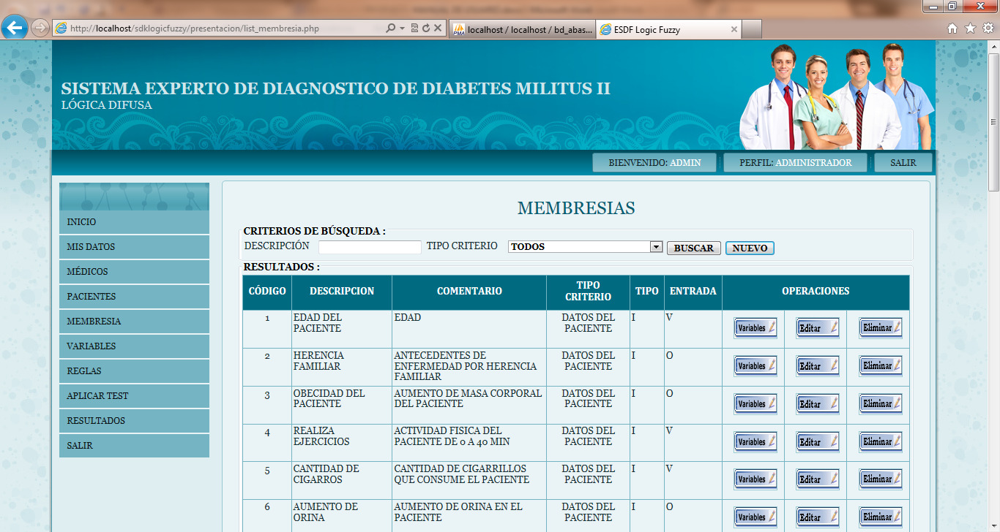 http://localhost/sdklogicfuzzy/presentacion/list_membresia.php
localhost / localhost / bd_abas...
ESDF Logic Fuzzy
SISTEMA EXPERTO DE DIAGNOSTICO DE DIABETES MILITUS II
LÓGICA DIFUSA
BIENVENIDO: ADMIN
PERFIL: ADMINISTRADOR
SALIR
INICIO
MIS DATOS
MÉDICOS
PACIENTES
MEMBRESIA
VARIABLES
REGLAS
APLICAR TEST
RESULTADOS
SALIR
MEMBRESIAS
CRITERIOS DE BÚSQUEDA :
DESCRIPCIÓN TIPO CRITERIO TODOS BUSCAR NUEVO
RESULTADOS :
CÓDIGO DESCRIPCION COMENTARIO TIPO CRITERIO TIPO ENTRADA OPERACIONES
1 EDAD DEL PACIENTE EDAD DATOS DEL PACIENTE I V Variables Editar Eliminar
2 HERENCIA FAMILIAR ANTECEDENTES DE ENFERMEDAD POR HERENCIA FAMILIAR DATOS DEL PACIENTE I O Variables Editar Eliminar
3 OBECIDAD DEL PACIENTE AUMENTO DE MASA CORPORAL DEL PACIENTE DATOS DEL PACIENTE I O Variables Editar Eliminar
4 REALIZA EJERCICIOS ACTIVIDAD FISICA DEL PACIENTE DE 0 A 40 MIN DATOS DEL PACIENTE I V Variables Editar Eliminar
5 CANTIDAD DE CIGARROS CANTIDAD DE CIGARRILLOS QUE CONSUME EL PACIENTE DATOS DEL PACIENTE I V Variables Editar Eliminar
6 AUMENTO DE ORINA AUMENTO DE ORINA EN EL PACIENTE DATOS DEL PACIENTE I O Variables Editar Eliminar